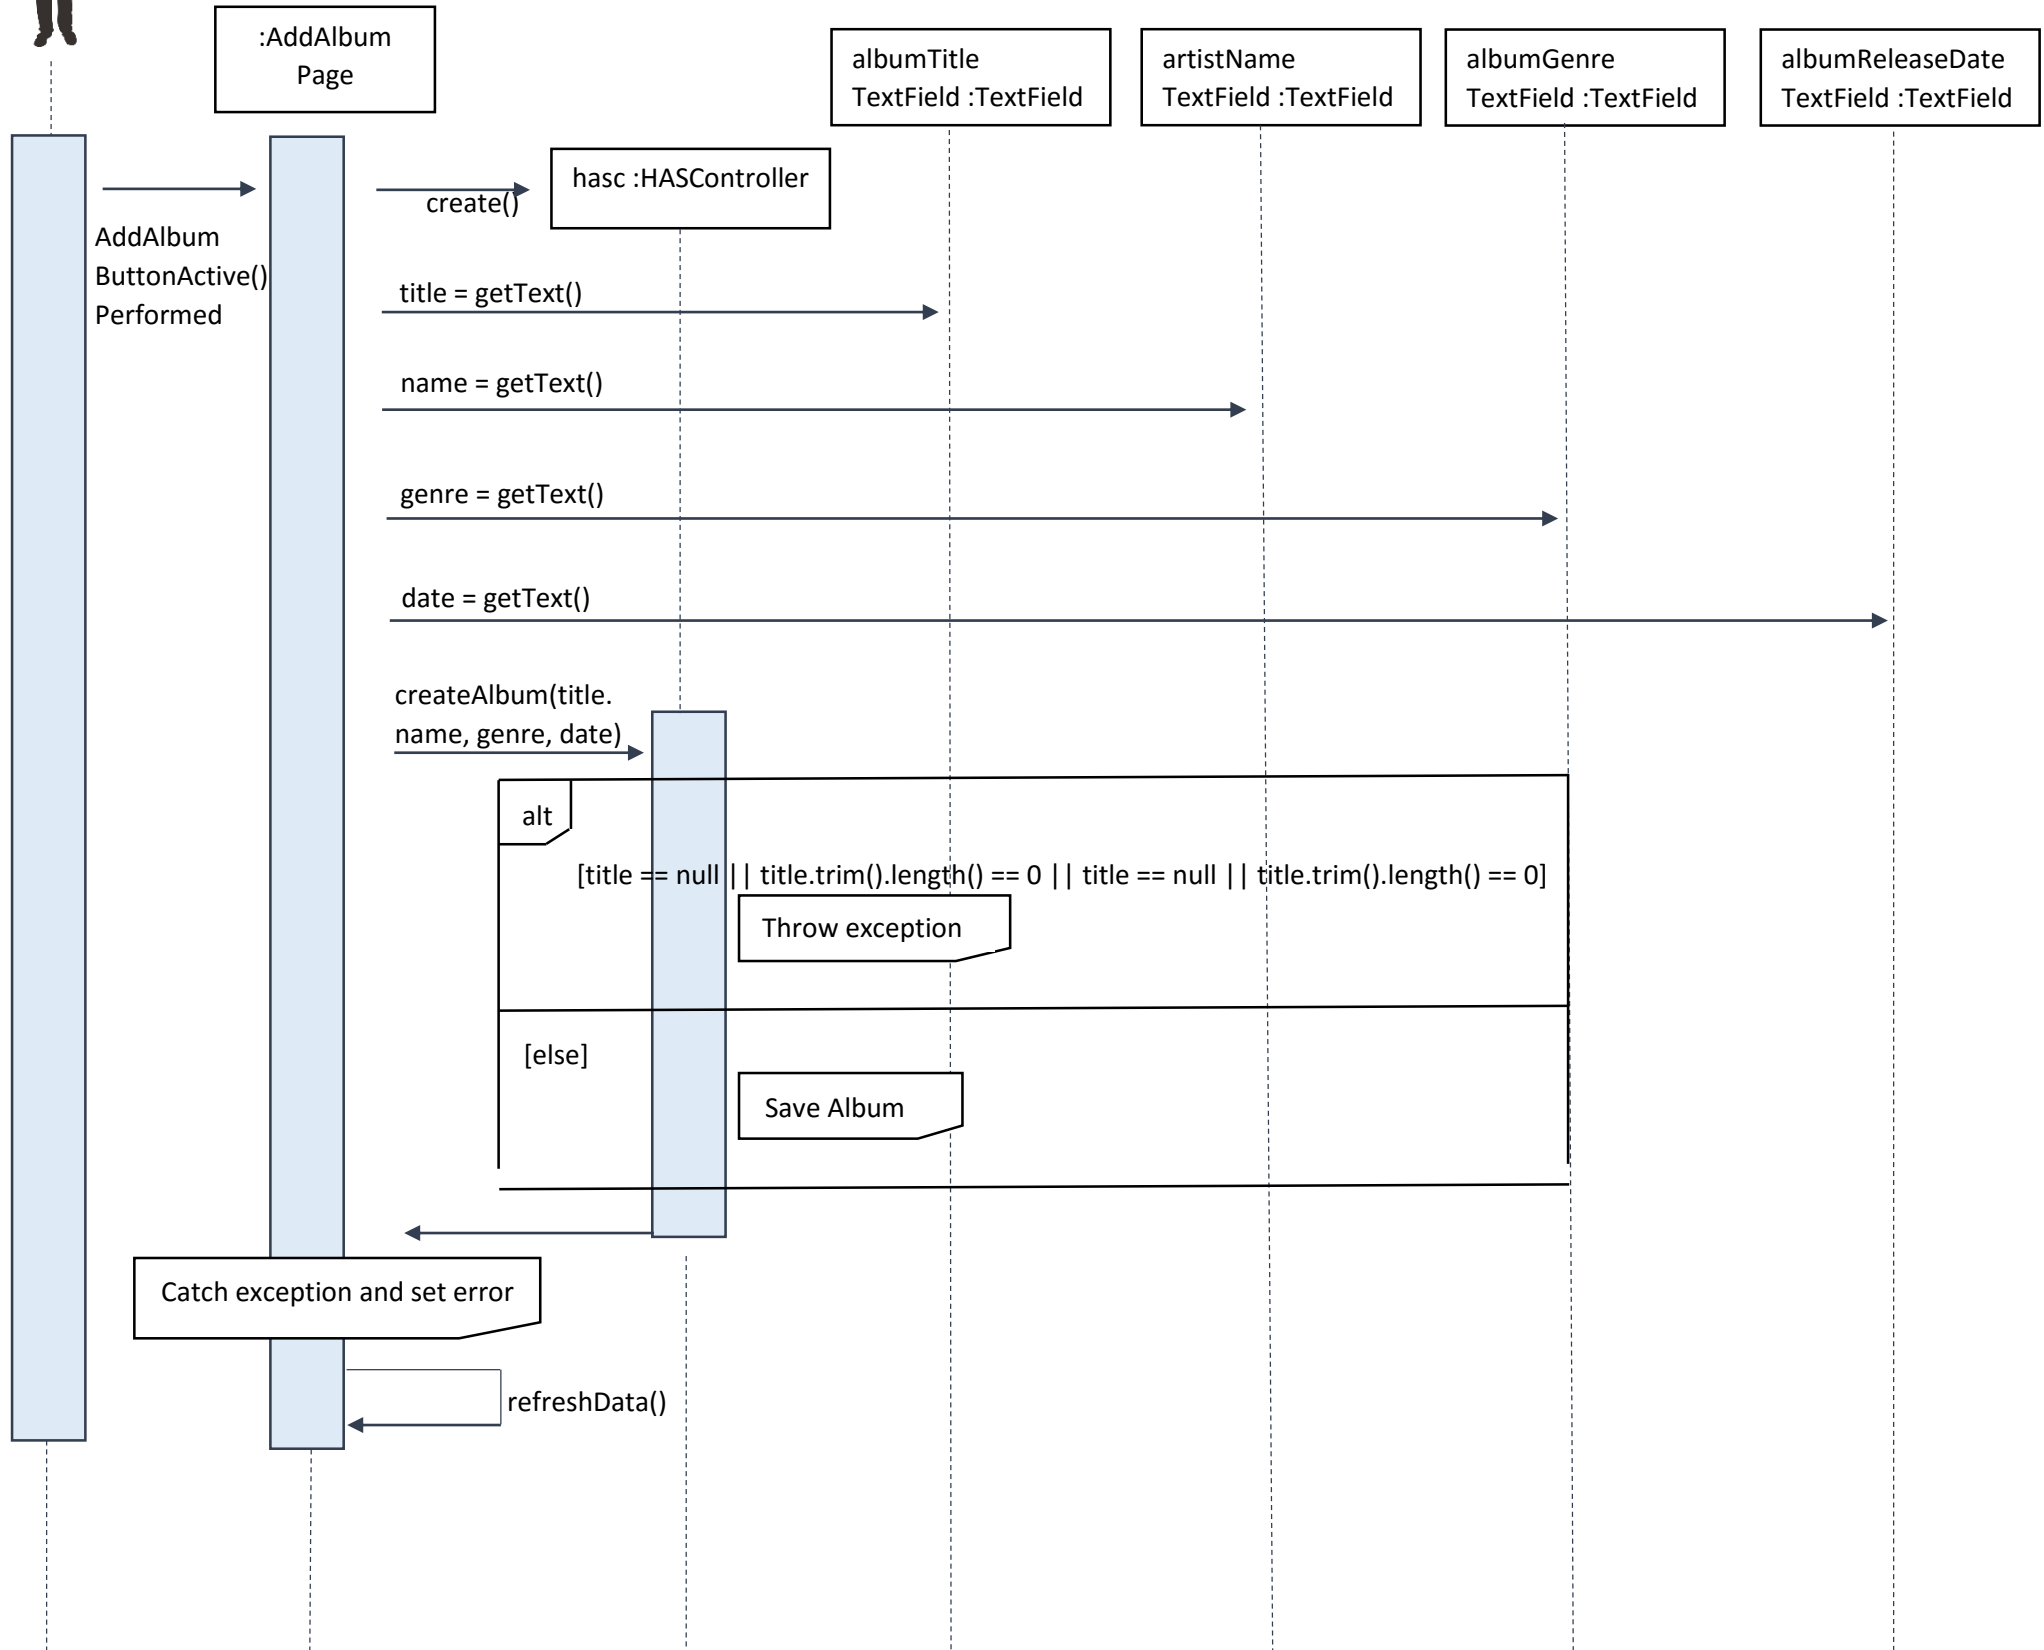 :AddAlbum
Page
albumTitle
TextField :TextField
artistName
TextField :TextField
albumGenre
TextField :TextField
albumReleaseDate
TextField :TextField
hasc :HASController
create()
AddAlbum
ButtonActive()
Performed
title = getText()
name = getText()
genre = getText()
date = getText()
createAlbum(title.
name, genre, date)
alt
[title == null || title.trim().length() == 0 || title == null || title.trim().length() == 0]
Throw exception
[else]
Save Album
Catch exception and set error
refreshData()